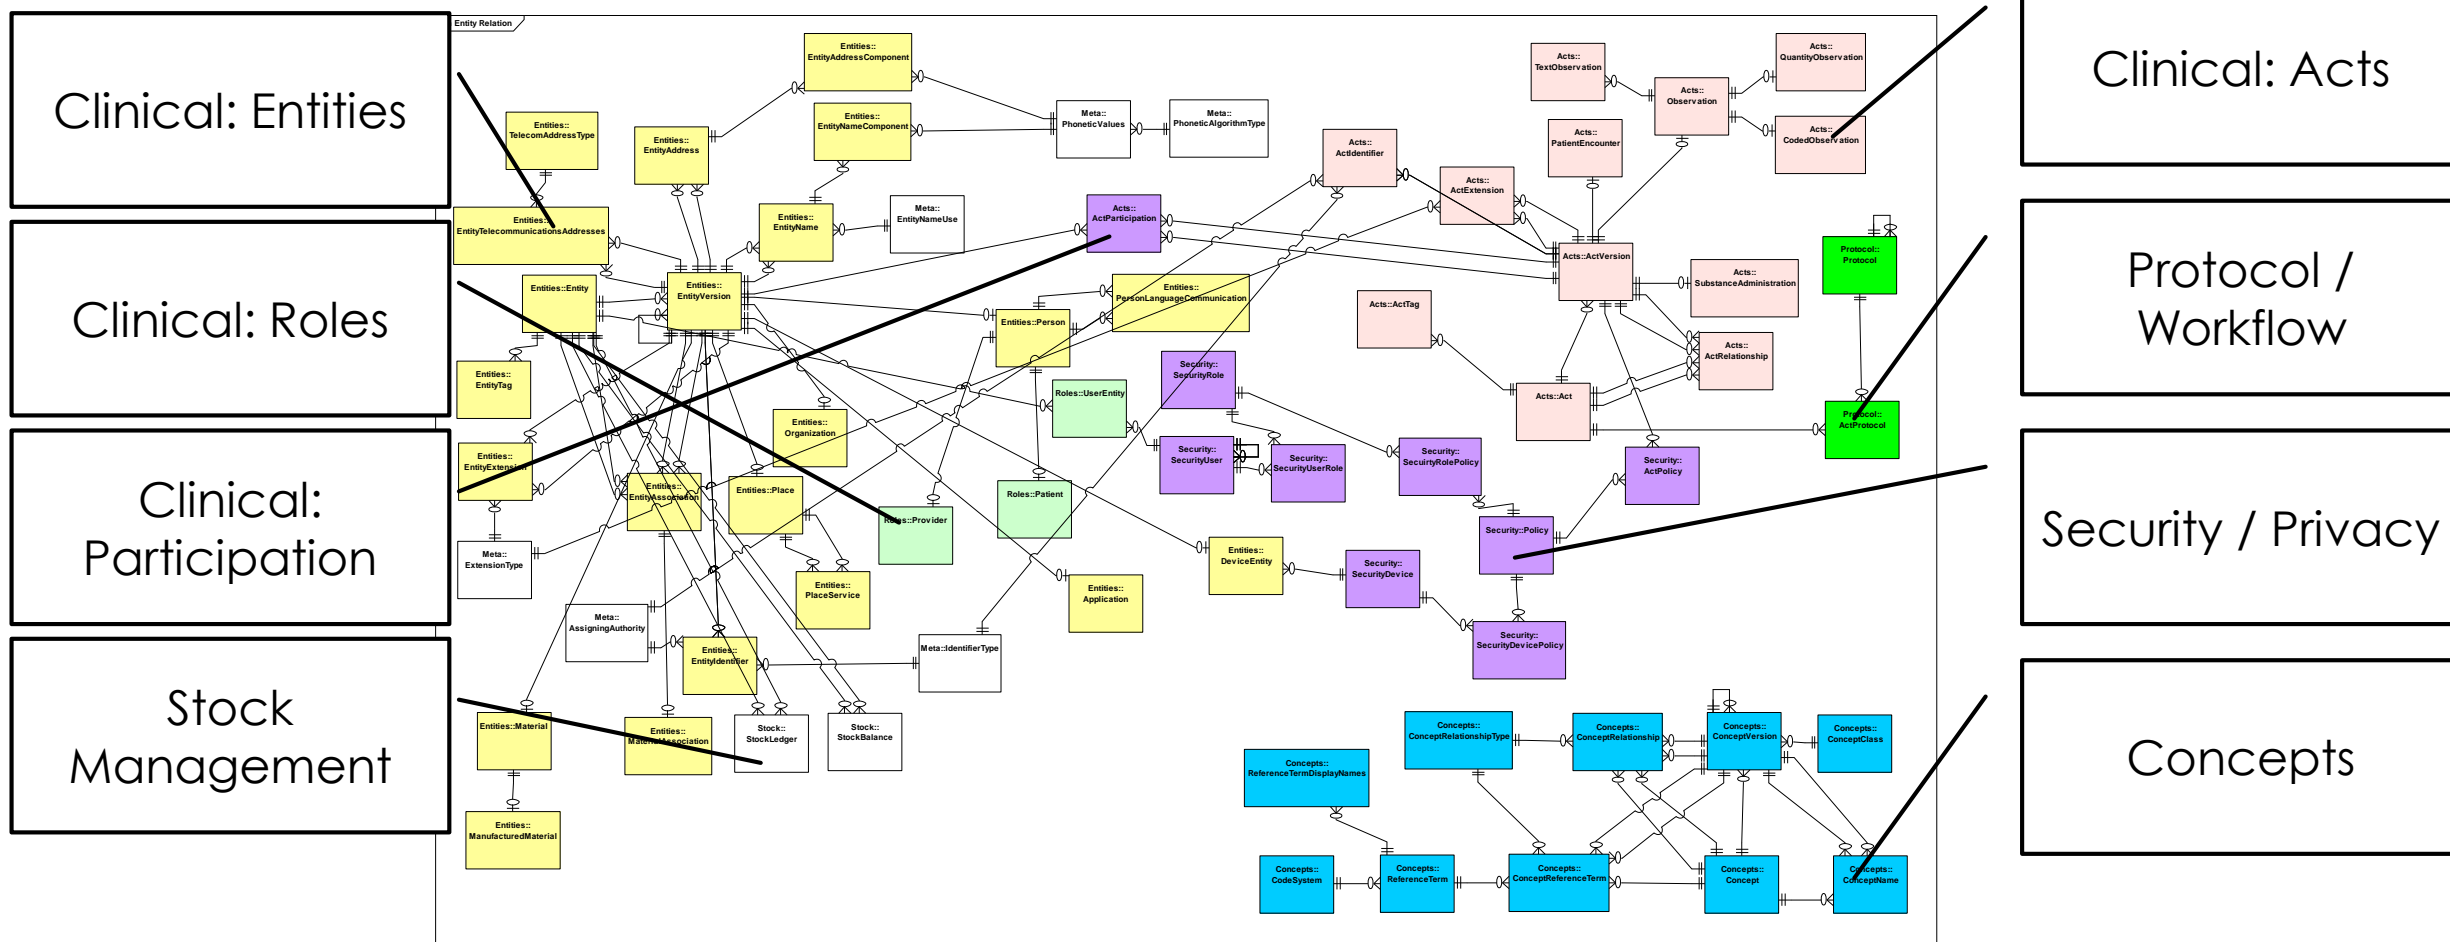 Entity Relation
Clinical: Entities
Clinical: Roles
Clinical:
Participation
Stock
Management
Clinical: Acts
Protocol /
Workflow
Security / Privacy
Concepts
Entities::
EntityAddressComponent
Entities::
TelecomAddressType
Entities::
EntityAddress
Entities::
EntityNameComponent
Meta::
PhoneticValues
Meta::
PhoneticAlgorithmType
Entities::
EntityTelecommunicationsAddresses
Entities::
EntityName
Meta::
EntityNameUse
Acts::
ActParticipation
Acts::
ActIdentifier
Acts::
ActExtension
Acts::
TextObservation
Acts::
Observation
Acts::
QuantityObservation
Acts::
CodedObservation
Acts::
PatientEncounter
Acts::ActVersion
Acts::
SubstanceAdministration
Acts::ActTag
Acts::
ActRelationship
Acts::Act
Protocol::
Protocol
Protocol::
ActProtocol
Entities::Entity
Entities::
EntityVersion
Entities::Person
Entities::
PersonLanguageCommunication
Entities::
EntityTag
Entities::
Organization
Roles::UserEntity
Security::
SecurityRole
Security::
SecurityUser
Security::
SecurityUserRole
Security::
SecuirtyRolePolicy
Security::
ActPolicy
Entities::
EntityExtension
Entities::
EntityAssociation
Entities::Place
Roles::Provider
Roles::Patient
Security::Policy
Meta::
ExtensionType
Entities::
PlaceService
Entities::
Application
Entities::
DeviceEntity
Security::
SecurityDevice
Security::
SecurityDevicePolicy
Meta::
AssigningAuthority
Entities::
EntityIdentifier
Meta::IdentifierType
Entities::Material
Entities::
MaterialAssociation
Stock::
StockLedger
Stock::
StockBalance
Entities::
ManufacturedMaterial
Concepts::
ConceptRelationshipType
Concepts::
ConceptRelationship
Concepts::
ConceptVersion
Concepts::
ConceptClass
Concepts::
ReferenceTermDisplayNames
Concepts::
CodeSystem
Concepts::
ReferenceTerm
Concepts::
ConceptReferenceTerm
Concepts::
Concept
Concepts::
ConceptName